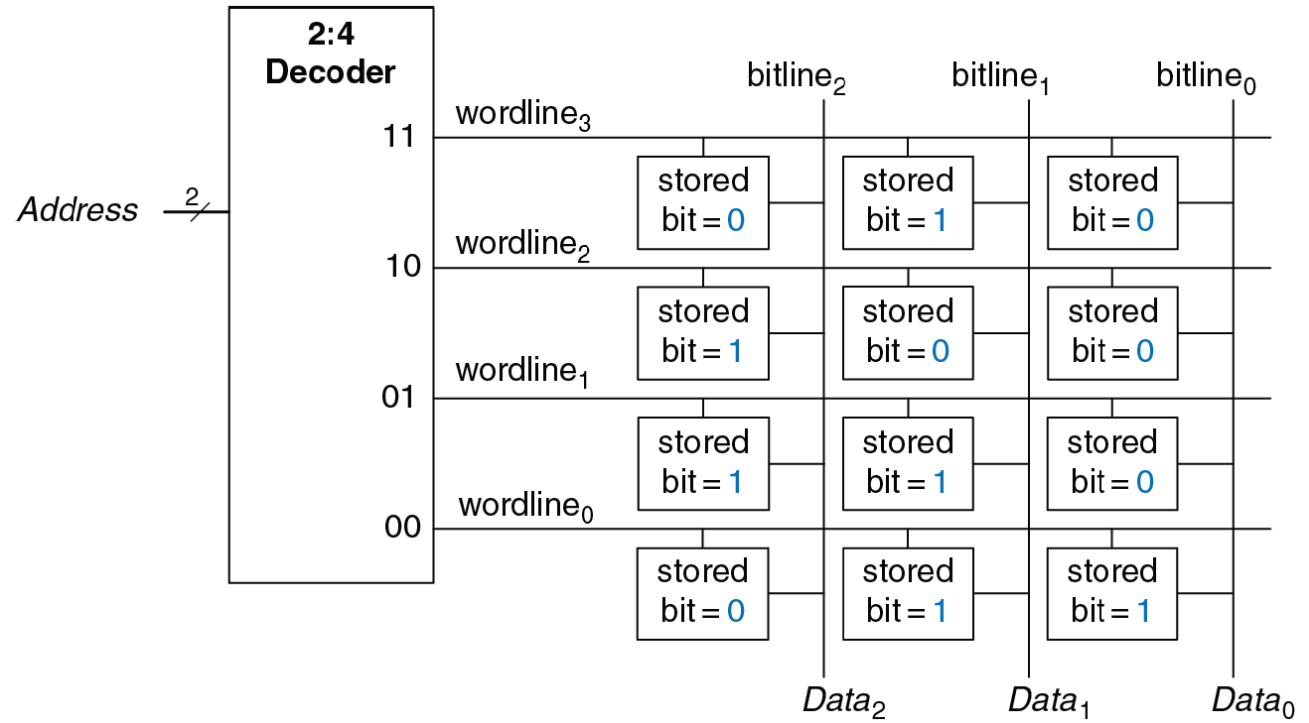 2:4
Decoder
bitline₂ bitline₁ bitline₀
wordline₃
11
stored stored stored
bit = 0 bit = 1 bit = 0
Address 2
wordline₂
10
stored stored stored
bit = 1 bit = 0 bit = 0
wordline₁
01
stored stored stored
bit = 1 bit = 1 bit = 0
wordline₀
00
stored stored stored
bit = 0 bit = 1 bit = 1
Data₂ Data₁ Data₀